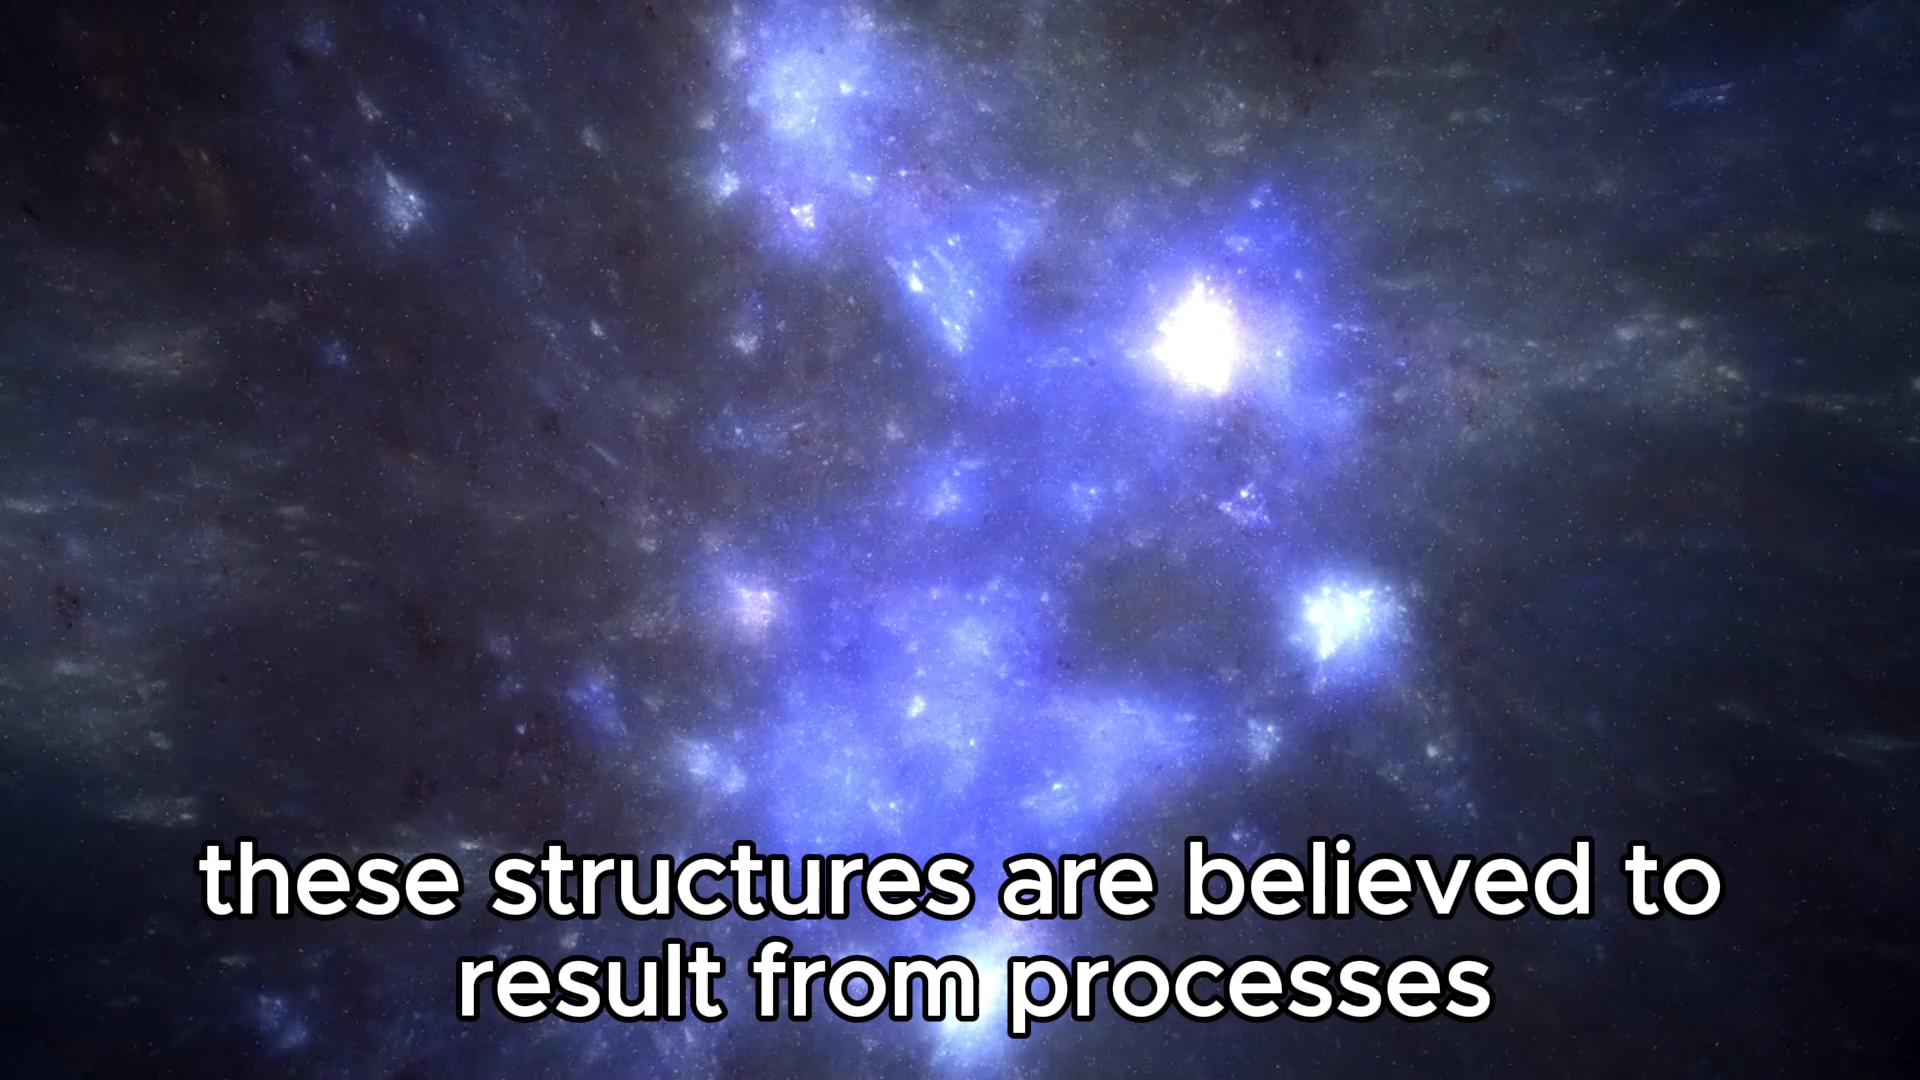 these structures are believed to
result from processes